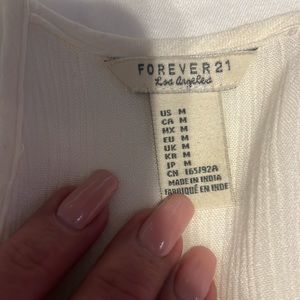 FOREVER 21
Los Angeles
US M
CA M
MX M
EU M
UK M
KR M
JP M
CN 165/92A
MADE IN INDIA
FABRIQUÉ EN INDE